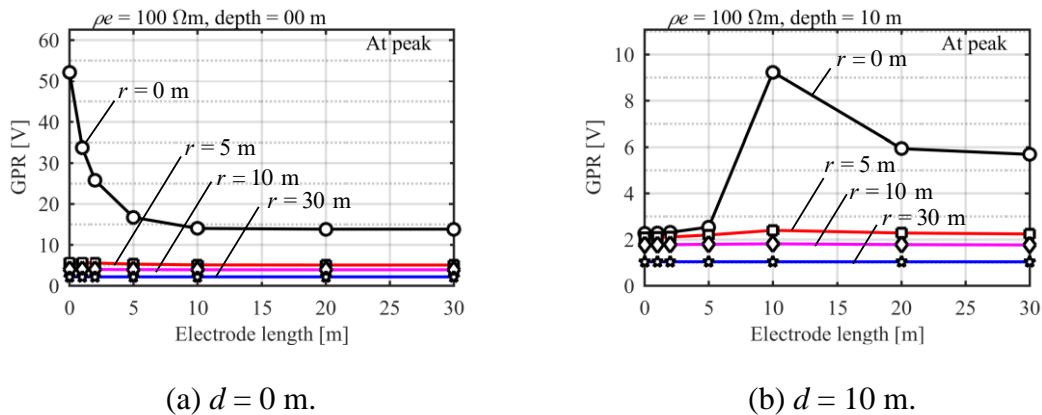 ρe = 100 Ωm, depth = 00 m
At peak
60
50
40
30
20
10
0
GPR [V]
r = 0 m
r = 5 m
r = 10 m
r = 30 m
0 5 10 15 20 25 30
Electrode length [m]
(a) d = 0 m.
ρe = 100 Ωm, depth = 10 m
At peak
10
8
6
4
2
0
GPR [V]
r = 0 m
r = 5 m
r = 10 m
r = 30 m
0 5 10 15 20 25 30
Electrode length [m]
(b) d = 10 m.